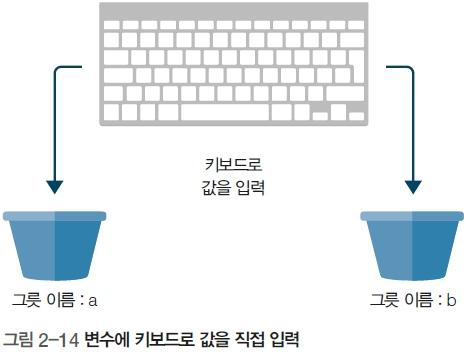 키보드로
값을 입력
그릇 이름 : a
그릇 이름 : b
그림 2-14 변수에 키보드로 값을 직접 입력